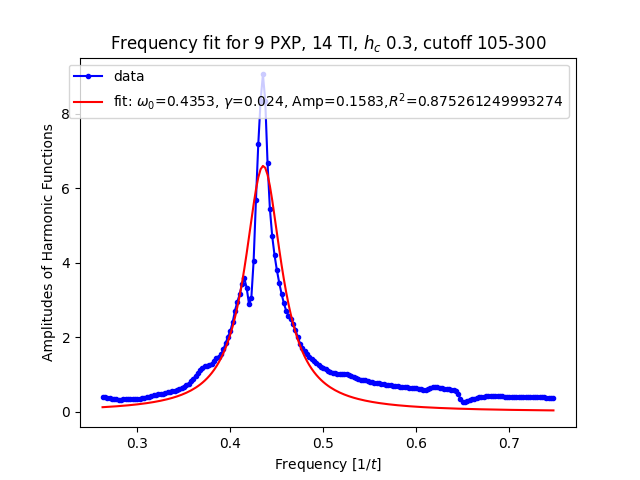 Frequency fit for 9 PXP, 14 TI, h_c 0.3, cutoff 105-300
data
fit: ω₀=0.4353, γ=0.024, Amp=0.1583,R²=0.875261249993274
Amplitudes of Harmonic Functions
8
6
4
2
0
0.3 0.4 0.5 0.6 0.7
Frequency [1/t]